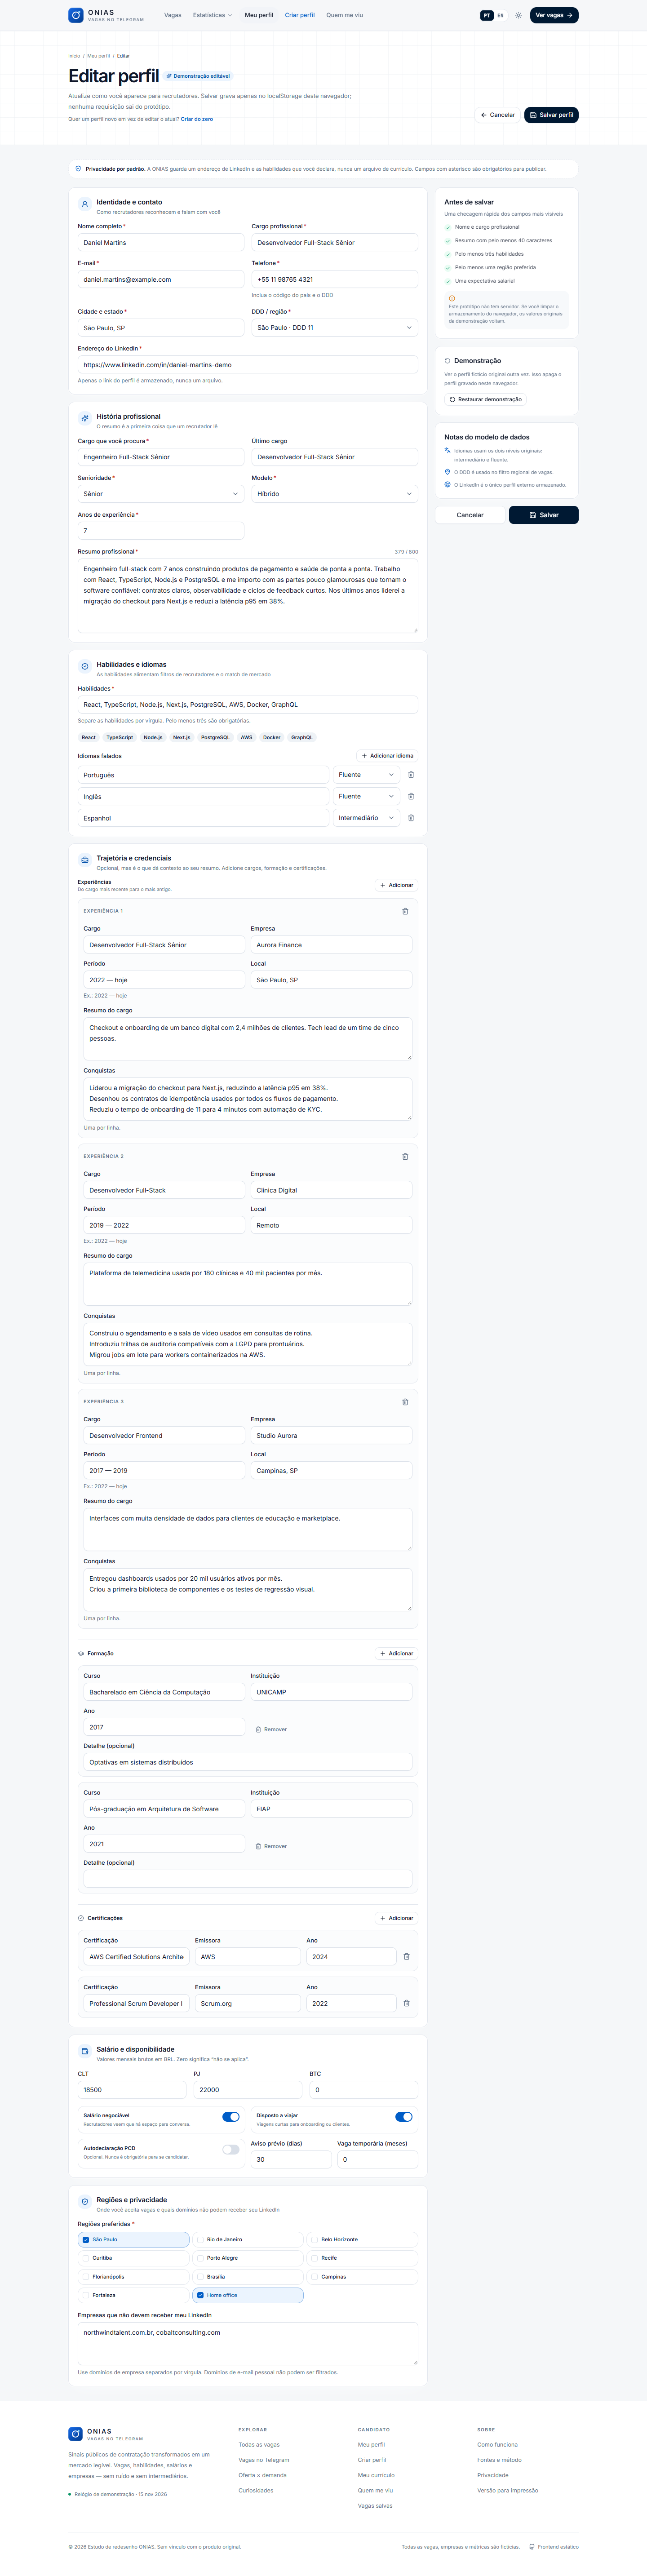 ONIAS
VAGAS NO TELEGRAM
Vagas
Estatísticas
Meu perfil
Criar perfil
Quem me viu
PT
EN
Ver vagas
Início / Meu perfil / Editar
Editar perfil
Demonstração editável
Atualize como você aparece para recrutadores. Salvar grava apenas no localStorage deste navegador;
nenhuma requisição sai do protótipo.
Quer um perfil novo em vez de editar o atual? Criar do zero
Cancelar
Salvar perfil
Privacidade por padrão. A ONIAS guarda um endereço de LinkedIn e as habilidades que você declara, nunca um arquivo de currículo. Campos com asterisco são obrigatórios para publicar.
Identidade e contato
Como recrutadores reconhecem e falam com você
Nome completo *
Cargo profissional *
Daniel Martins
Desenvolvedor Full-Stack Sênior
E-mail *
Telefone *
daniel.martins@example.com
+55 11 98765 4321
Inclua o código do país e o DDD
Cidade e estado *
DDD / região *
São Paulo, SP
São Paulo · DDD 11
Endereço do LinkedIn *
https://www.linkedin.com/in/daniel-martins-demo
Apenas o link do perfil é armazenado, nunca um arquivo.
História profissional
O resumo é a primeira coisa que um recrutador lê
Cargo que você procura *
Último cargo
Engenheiro Full-Stack Sênior
Desenvolvedor Full-Stack Sênior
Senioridade *
Modelo *
Sênior
Híbrido
Anos de experiência *
7
Resumo profissional *
379 / 800
Engenheiro full-stack com 7 anos construindo produtos de pagamento e saúde de ponta a ponta. Trabalho
com React, TypeScript, Node.js e PostgreSQL e me importo com as partes pouco glamourosas que tornam o
software confiável: contratos claros, observabilidade e ciclos de feedback curtos. Nos últimos anos liderei a
migração do checkout para Next.js e reduzi a latência p95 em 38%.
Habilidades e idiomas
As habilidades alimentam filtros de recrutadores e o match de mercado
Habilidades *
React, TypeScript, Node.js, Next.js, PostgreSQL, AWS, Docker, GraphQL
Separe as habilidades por vírgula. Pelo menos três são obrigatórias.
React
TypeScript
Node.js
Next.js
PostgreSQL
AWS
Docker
GraphQL
Idiomas falados
Adicionar idioma
Português
Fluente
Inglês
Fluente
Espanhol
Intermediário
Trajetória e credenciais
Opcional, mas é o que dá contexto ao seu resumo. Adicione cargos, formação e certificações.
Experiências
Do cargo mais recente para o mais antigo.
Adicionar
EXPERIÊNCIA 1
Cargo
Empresa
Desenvolvedor Full-Stack Sênior
Aurora Finance
Período
Local
2022 — hoje
São Paulo, SP
Ex.: 2022 — hoje
Resumo do cargo
Checkout e onboarding de um banco digital com 2,4 milhões de clientes. Tech lead de um time de cinco
pessoas.
Conquistas
Liderou a migração do checkout para Next.js, reduzindo a latência p95 em 38%.
Desenhou os contratos de idempotência usados por todos os fluxos de pagamento.
Reduziu o tempo de onboarding de 11 para 4 minutos com automação de KYC.
Uma por linha.
EXPERIÊNCIA 2
Cargo
Empresa
Desenvolvedor Full-Stack
Clínica Digital
Período
Local
2019 — 2022
Remoto
Ex.: 2022 — hoje
Resumo do cargo
Plataforma de telemedicina usada por 180 clínicas e 40 mil pacientes por mês.
Conquistas
Construiu o agendamento e a sala de vídeo usados em consultas de rotina.
Introduziu trilhas de auditoria compatíveis com a LGPD para prontuários.
Migrou jobs em lote para workers containerizados na AWS.
Uma por linha.
EXPERIÊNCIA 3
Cargo
Empresa
Desenvolvedor Frontend
Studio Aurora
Período
Local
2017 — 2019
Campinas, SP
Ex.: 2022 — hoje
Resumo do cargo
Interfaces com muita densidade de dados para clientes de educação e marketplace.
Conquistas
Entregou dashboards usados por 20 mil usuários ativos por mês.
Criou a primeira biblioteca de componentes e os testes de regressão visual.
Uma por linha.
Formação
Adicionar
Curso
Instituição
Bacharelado em Ciência da Computação
UNICAMP
Ano
2017
Remover
Detalhe (opcional)
Optativas em sistemas distribuídos
Curso
Instituição
Pós-graduação em Arquitetura de Software
FIAP
Ano
2021
Remover
Detalhe (opcional)
Certificações
Adicionar
Certificação
Emissora
Ano
AWS Certified Solutions Archite
AWS
2024
Certificação
Emissora
Ano
Professional Scrum Developer I
Scrum.org
2022
Salário e disponibilidade
Valores mensais brutos em BRL. Zero significa “não se aplica”.
CLT
PJ
BTC
18500
22000
0
Salário negociável
Recrutadores veem que há espaço para conversa.
Disposto a viajar
Viagens curtas para onboarding ou clientes.
Autodeclaração PCD
Opcional. Nunca é obrigatória para se candidatar.
Aviso prévio (dias)
Vaga temporária (meses)
30
0
Regiões e privacidade
Onde você aceita vagas e quais domínios não podem receber seu LinkedIn
Regiões preferidas *
São Paulo
Rio de Janeiro
Belo Horizonte
Curitiba
Porto Alegre
Recife
Florianópolis
Brasília
Campinas
Fortaleza
Home office
Empresas que não devem receber meu LinkedIn
northwindtalent.com.br, cobaltconsulting.com
Use domínios de empresa separados por vírgula. Domínios de e-mail pessoal não podem ser filtrados.
Antes de salvar
Uma checagem rápida dos campos mais visíveis
Nome e cargo profissional
Resumo com pelo menos 40 caracteres
Pelo menos três habilidades
Pelo menos uma região preferida
Uma expectativa salarial
Este protótipo não tem servidor. Se você limpar o
armazenamento do navegador, os valores originais
da demonstração voltam.
Demonstração
Ver o perfil fictício original outra vez. Isso apaga o
perfil gravado neste navegador.
Restaurar demonstração
Notas do modelo de dados
Idiomas usam os dois níveis originais:
intermediário e fluente.
O DDD é usado no filtro regional de vagas.
O LinkedIn é o único perfil externo armazenado.
Cancelar
Salvar
ONIAS
VAGAS NO TELEGRAM
Sinais públicos de contratação transformados em um
mercado legível. Vagas, habilidades, salários e
empresas — sem ruído e sem intermediários.
Relógio de demonstração · 15 nov 2026
EXPLORAR
Todas as vagas
Vagas no Telegram
Oferta × demanda
Curiosidades
CANDIDATO
Meu perfil
Criar perfil
Meu currículo
Quem me viu
Vagas salvas
SOBRE
Como funciona
Fontes e método
Privacidade
Versão para impressão
© 2026 Estudo de redesenho ONIAS. Sem vínculo com o produto original.
Todas as vagas, empresas e métricas são fictícias.
Frontend estático